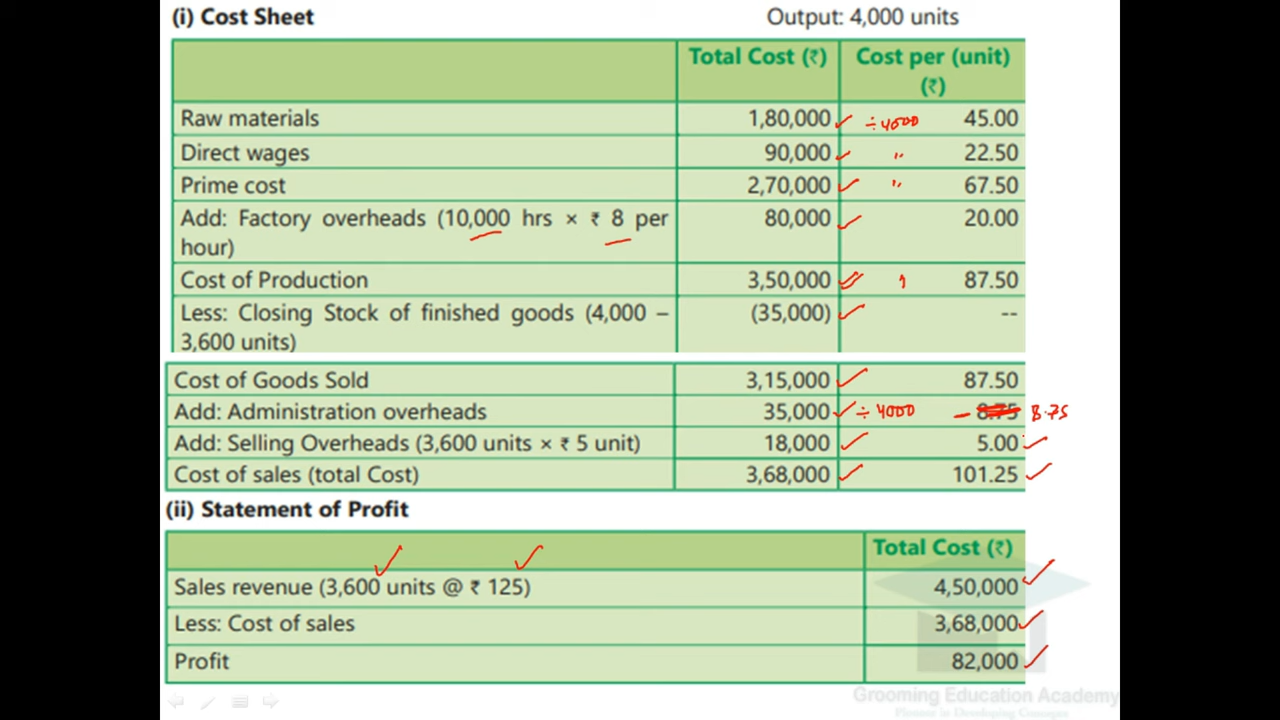 (i) Cost Sheet Output: 4,000 units
Total Cost (₹) Cost per (unit)
(₹)
Raw materials 1,80,000 ÷4000 45.00
Direct wages 90,000 " 22.50
Prime cost 2,70,000 " 67.50
Add: Factory overheads (10,000 hrs × ₹ 8 per 80,000 20.00
hour)
Cost of Production 3,50,000 87.50
Less: Closing Stock of finished goods (4,000 – (35,000) --
3,600 units)
Cost of Goods Sold 3,15,000 87.50
Add: Administration overheads 35,000 ÷4000 – 8.75 8.75
Add: Selling Overheads (3,600 units × ₹ 5 unit) 18,000 5.00
Cost of sales (total Cost) 3,68,000 101.25
(ii) Statement of Profit
Total Cost (₹)
Sales revenue (3,600 units @ ₹ 125) 4,50,000
Less: Cost of sales 3,68,000
Profit 82,000
Grooming Education Academy